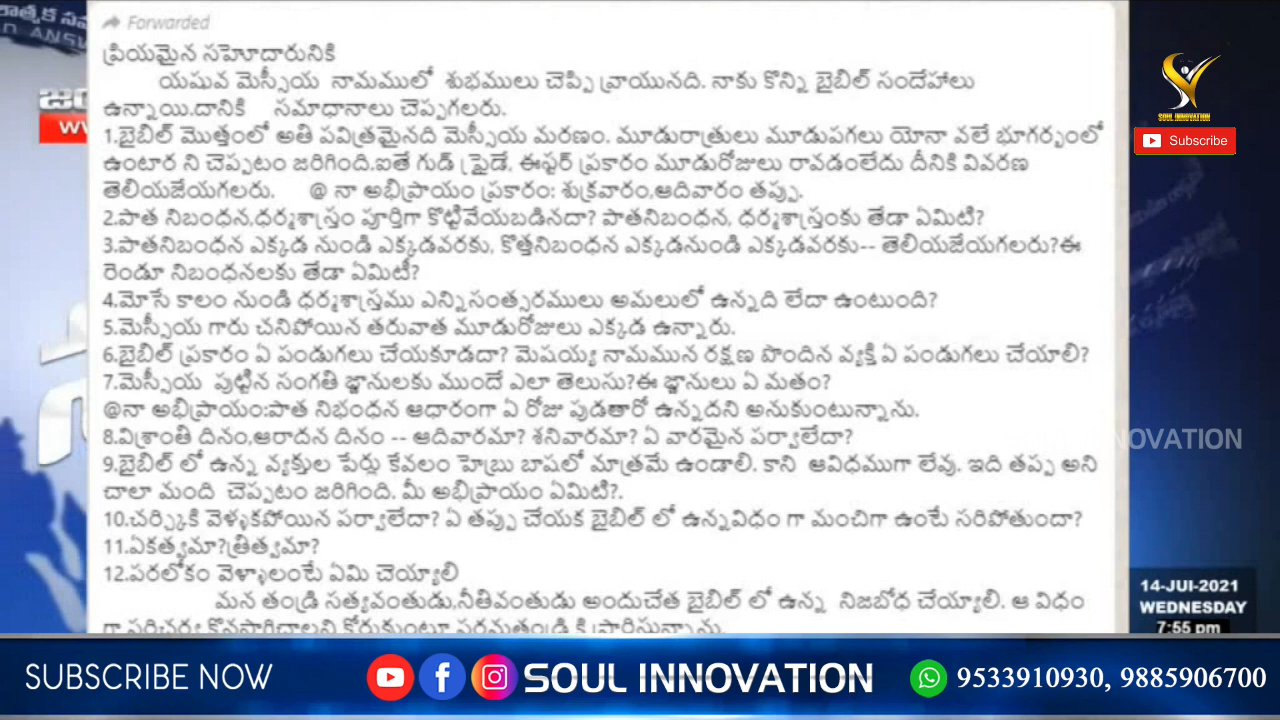 Forwarded
ప్రియమైన సహెూదారునికి
యషువ మెస్సీయ నామములో శుభములు చెప్పి వ్రాయునది. నాకు కొన్ని బైబిల్ సందేహాలు
ఉన్నాయి.దానికి సమాధానాలు చెప్పగలరు.
1.బైబిల్ మొత్తంలో అతి పవిత్రమైనది మెస్సీయ మరణం. మూడురాత్రులు మూడుపగలు యోనా వలే భూగర్భంలో
ఉంటార ని చెప్పటం జరిగింది.ఐతే గుడ్ ఫ్రైడే, ఈస్టర్ ప్రకారం మూడురోజులు రావడంలేదు దీనికి వివరణ
తెలియజేయగలరు. @ నా అభిప్రాయం ప్రకారం: శుక్రవారం,ఆదివారం తప్పు.
2.పాత నిబంధన,ధర్మశాస్త్రం పూర్తిగా కొట్టివేయబడినదా? పాతనిబంధన, ధర్మశాస్త్రంకు తేడా ఏమిటి?
3.పాతనిబంధన ఎక్కడ నుండి ఎక్కడవరకు, కొత్తనిబంధన ఎక్కడనుండి ఎక్కడవరకు-- తెలియజేయగలరు?ఈ
రెండూ నిబంధనలకు తేడా ఏమిటీ?
4.మోసే కాలం నుండి ధర్మశాస్త్రము ఎన్నిసంత్సరములు అమలులో ఉన్నది లేదా ఉంటుంది?
5.మెస్సీయ గారు చనిపోయిన తరువాత మూడురోజులు ఎక్కడ ఉన్నారు.
6.బైబిల్ ప్రకారం ఏ పండుగలు చేయకూడదా? మెషయ్య నామమున రక్షణ పొందిన వ్యక్తి ఏ పండుగలు చేయాలి?
7.మెస్సీయ పుట్టిన సంగతి జ్ఞానులకు ముందే ఎలా తెలుసు?ఈ జ్ఞానులు ఏ మతం?
@నా అభిప్రాయం:పాత నిభంధన ఆధారంగా ఏ రోజు పుడతారో ఉన్నదని అనుకుంటున్నాను.
8.విశ్రాంతి దినం,ఆరాదన దినం -- ఆదివారమా? శనివారమా? ఏ వారమైన పర్వాలేదా?
9.బైబిల్ లో ఉన్న వ్యక్తుల పేర్లు కేవలం హెబ్రు బాషలో మాత్రమే ఉండాలి. కాని ఆవిధముగా లేవు. ఇది తప్పు అని
చాలా మంది చెప్పటం జరిగింది. మీ అభిప్రాయం ఏమిటి?.
10.చర్చికి వెళ్ళకపోయిన పర్వాలేదా? ఏ తప్పు చేయక బైబిల్ లో ఉన్నవిధం గా మంచిగా ఉంటే సరిపోతుందా?
11.ఏకత్వమా?త్రిత్వమా?
12.పరలోకం వెళ్ళాలంటే ఏమి చెయ్యాలి
మన తండ్రి సత్యవంతుడు,నీతివంతుడు అందుచేత బైబిల్ లో ఉన్న నిజబోధ చేయ్యాలి. ఆ విధం
గా పరిచర్య కొనసాగించాలని కోరుకుంటూ పరమతండ్రి కి ప్రార్దిస్తున్నాను
SOUL INNOVATION
Subscribe
NOVATION
14-JUI-2021
WEDNESDAY
7:55 pm
SUBSCRIBE NOW
SOUL INNOVATION
9533910930, 9885906700